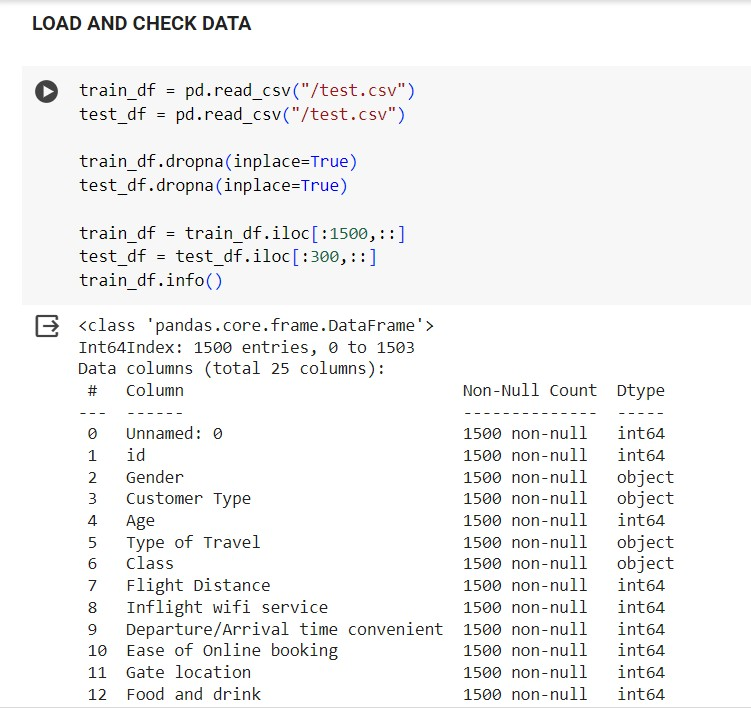 LOAD AND CHECK DATA
train_df = pd.read_csv("/test.csv")
test_df = pd.read_csv("/test.csv")
train_df.dropna(inplace=True)
test_df.dropna(inplace=True)
train_df = train_df.iloc[:1500,::]
test_df = test_df.iloc[:300,::]
train_df.info()
<class 'pandas.core.frame.DataFrame'>
Int64Index: 1500 entries, 0 to 1503
Data columns (total 25 columns):
 #   Column                             Non-Null Count  Dtype
---  ------                             --------------  -----
 0   Unnamed: 0                         1500 non-null   int64
 1   id                                 1500 non-null   int64
 2   Gender                             1500 non-null   object
 3   Customer Type                      1500 non-null   object
 4   Age                                1500 non-null   int64
 5   Type of Travel                     1500 non-null   object
 6   Class                              1500 non-null   object
 7   Flight Distance                    1500 non-null   int64
 8   Inflight wifi service              1500 non-null   int64
 9   Departure/Arrival time convenient  1500 non-null   int64
 10  Ease of Online booking             1500 non-null   int64
 11  Gate location                      1500 non-null   int64
 12  Food and drink                     1500 non-null   int64